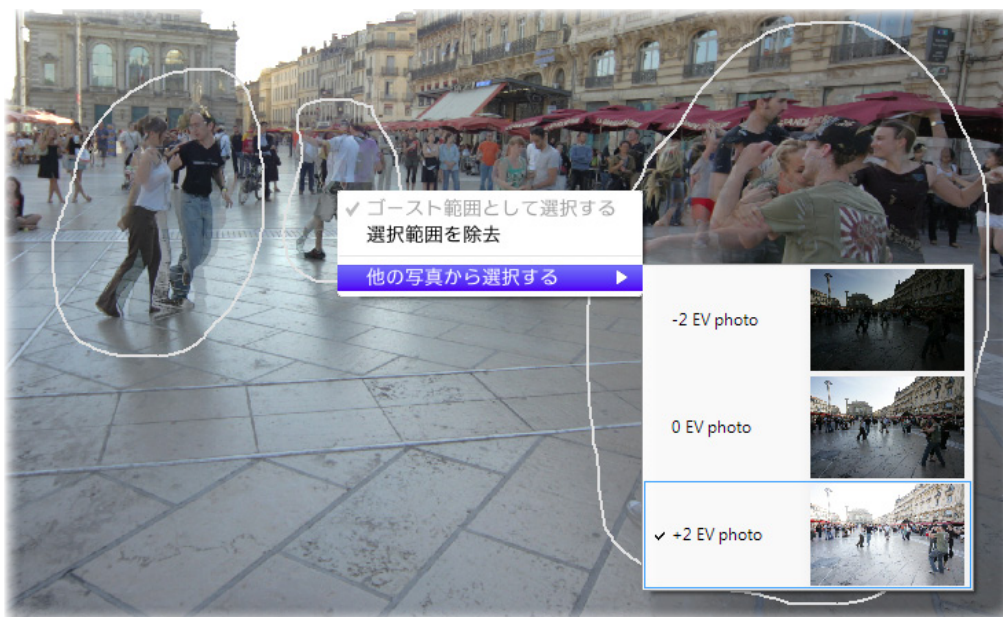 ✓ ゴースト範囲として選択する
選択範囲を除去
他の写真から選択する ▶
-2 EV photo
0 EV photo
✓ +2 EV photo